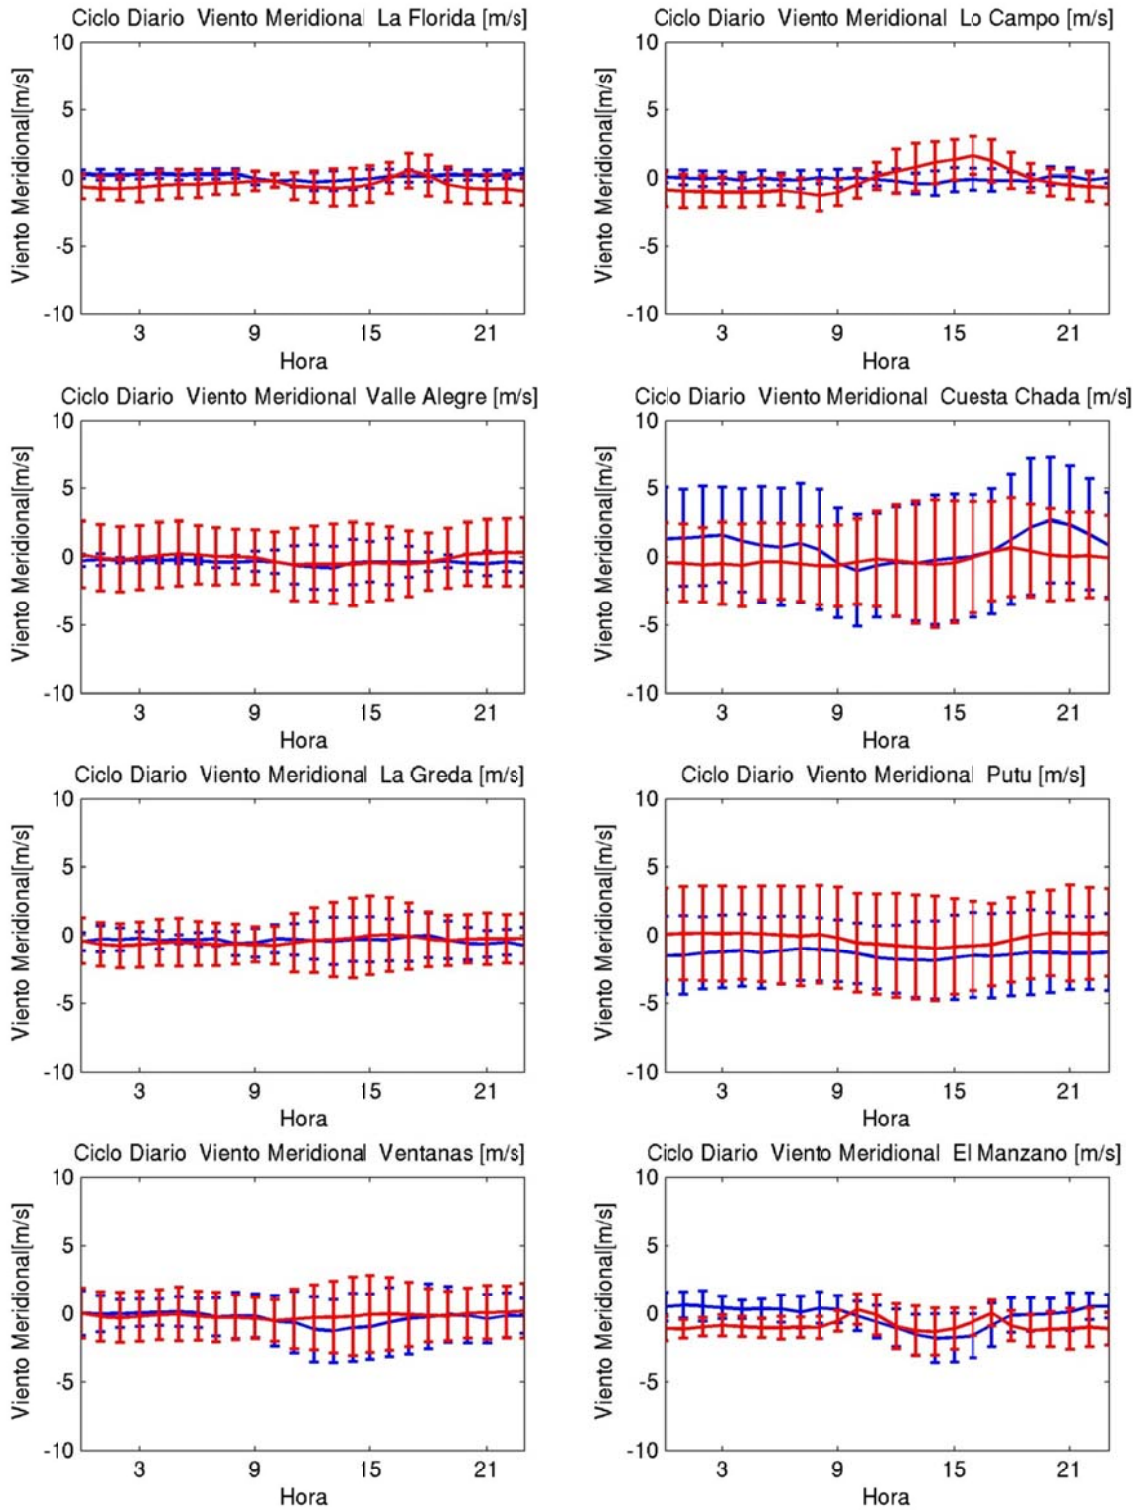 Ciclo Diario Viento Meridional La Florida [m/s]
Viento Meridional[m/s]
10
5
0
-5
-10
3 9 15 21
Hora
Ciclo Diario Viento Meridional Lo Campo [m/s]
Viento Meridional[m/s]
10
5
0
-5
-10
3 9 15 21
Hora
Ciclo Diario Viento Meridional Valle Alegre [m/s]
Viento Meridional[m/s]
10
5
0
-5
-10
3 9 15 21
Hora
Ciclo Diario Viento Meridional Cuesta Chada [m/s]
Viento Meridional[m/s]
10
5
0
-5
-10
3 9 15 21
Hora
Ciclo Diario Viento Meridional La Greda [m/s]
Viento Meridional[m/s]
10
5
0
-5
-10
3 9 15 21
Hora
Ciclo Diario Viento Meridional Putu [m/s]
Viento Meridional[m/s]
10
5
0
-5
-10
3 9 15 21
Hora
Ciclo Diario Viento Meridional Ventanas [m/s]
Viento Meridional[m/s]
10
5
0
-5
-10
3 9 15 21
Hora
Ciclo Diario Viento Meridional El Manzano [m/s]
Viento Meridional[m/s]
10
5
0
-5
-10
3 9 15 21
Hora